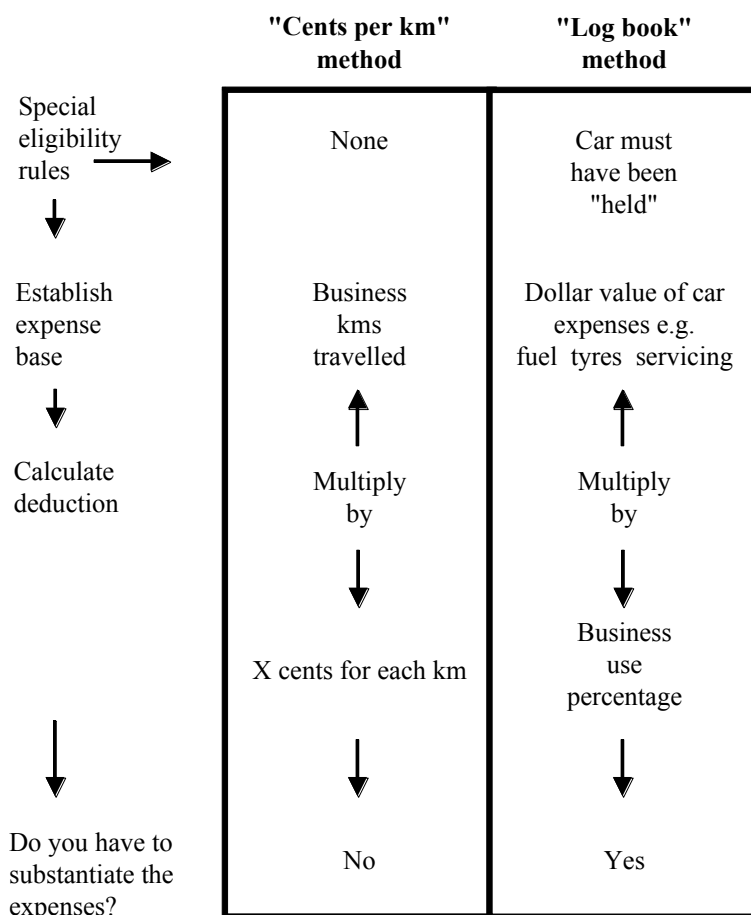 "Cents per km"
method
"Log book"
method
Special
eligibility
rules
None
Car must
have been
"held"
Establish
expense
base
Business
kms
travelled
Dollar value of car
expenses e.g.
fuel tyres servicing
Calculate
deduction
Multiply
by
Multiply
by
X cents for each km
Business
use
percentage
Do you have to
substantiate the
expenses?
No
Yes